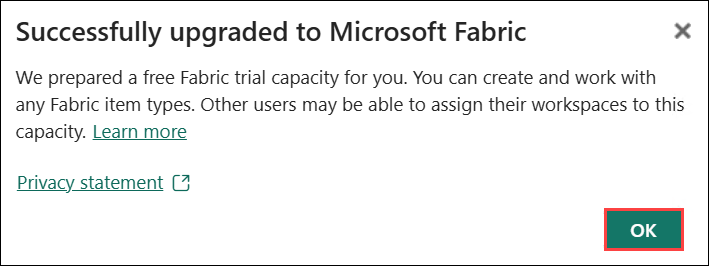 Successfully upgraded to Microsoft Fabric
We prepared a free Fabric trial capacity for you. You can create and work with
any Fabric item types. Other users may be able to assign their workspaces to this
capacity. Learn more
Privacy statement
OK